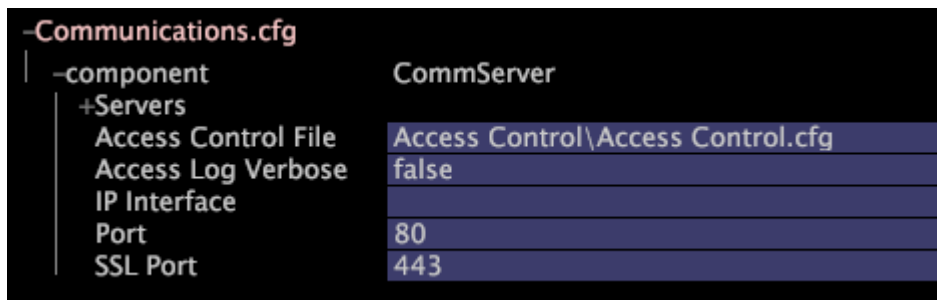 -Communications.cfg
-component CommServer
+Servers
Access Control File Access Control\Access Control.cfg
Access Log Verbose false
IP Interface
Port 80
SSL Port 443